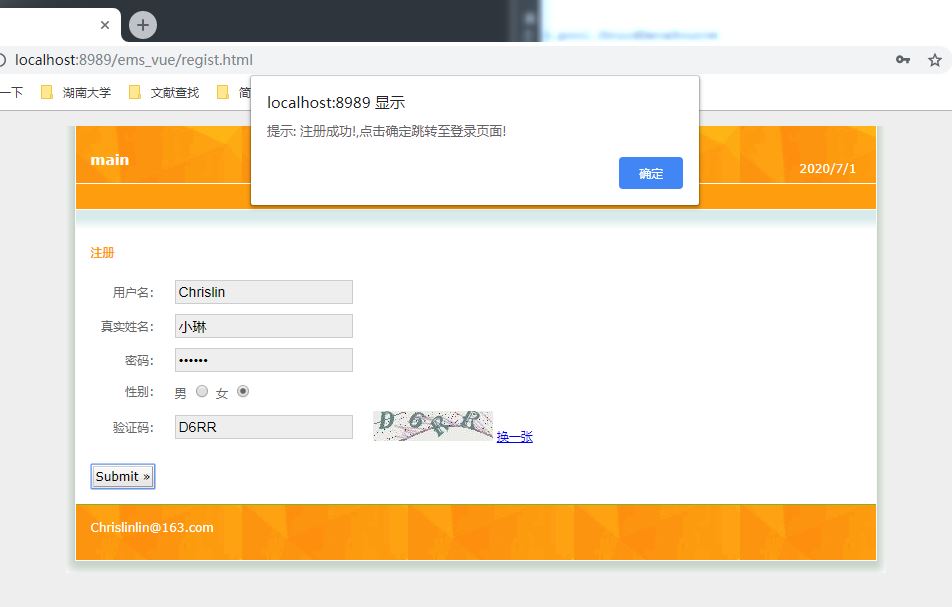 localhost:8989/ems_vue/regist.html
一下 湖南大学 文献查找 简
localhost:8989 显示
提示: 注册成功!,点击确定跳转至登录页面!
确定
main
2020/7/1
注册
用户名: Chrislin
真实姓名: 小琳
密码: ••••••
性别: 男 女
验证码: D6RR D6RR 换一张
Submit »
Chrislinlin@163.com